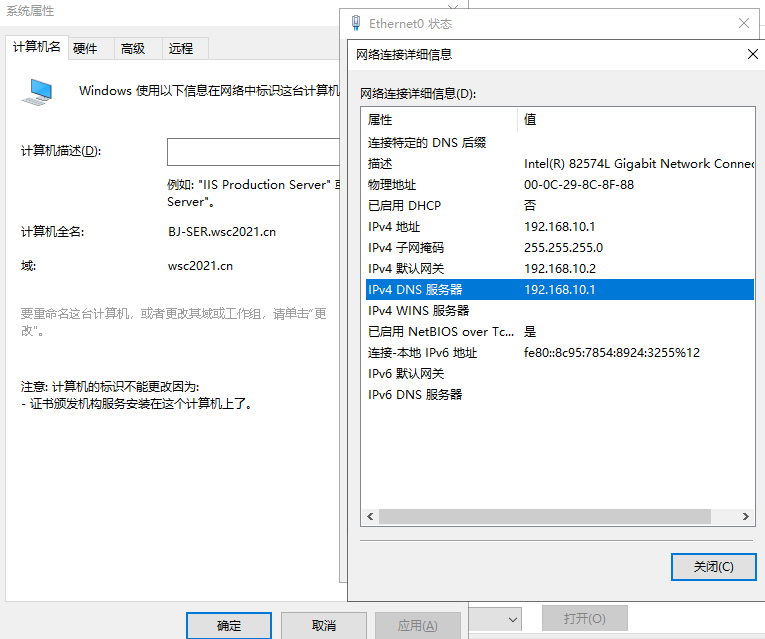 系统属性
计算机名 硬件 高级 远程
Windows 使用以下信息在网络中标识这台计算机
计算机描述(D):
例如: "IIS Production Server"
Server"。
计算机全名: BJ-SER.wsc2021.cn
域: wsc2021.cn
要重命名这台计算机，或者更改其域或工作组，请单击"更
改"。
注意: 计算机的标识不能更改因为:
- 证书颁发机构服务安装在这个计算机上了。
确定 取消 应用(A)
Ethernet0 状态
网络连接详细信息
网络连接详细信息(D):
属性 值
连接特定的 DNS 后缀
描述 Intel(R) 82574L Gigabit Network Connec
物理地址 00-0C-29-8C-8F-88
已启用 DHCP 否
IPv4 地址 192.168.10.1
IPv4 子网掩码 255.255.255.0
IPv4 默认网关 192.168.10.2
IPv4 DNS 服务器 192.168.10.1
IPv4 WINS 服务器
已启用 NetBIOS over Tc... 是
连接-本地 IPv6 地址 fe80::8c95:7854:8924:3255%12
IPv6 默认网关
IPv6 DNS 服务器
关闭(C)
打开(O)